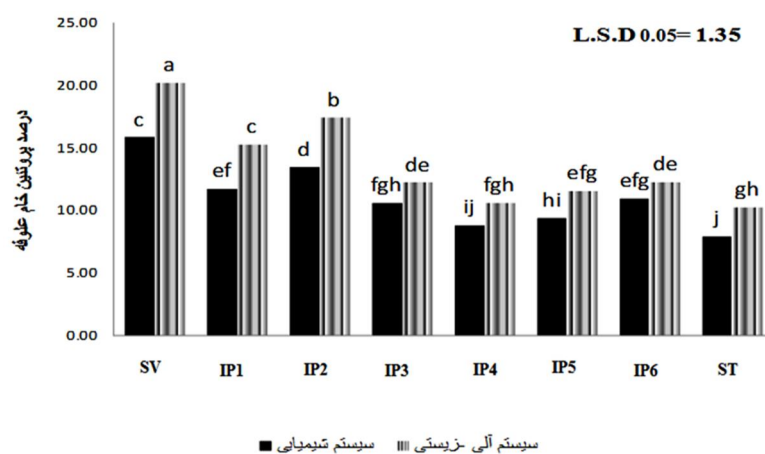 L.S.D 0.05= 1.35
درصد پروتئین خام علوفه
25.00
20.00
15.00
10.00
5.00
0.00
c a
ef c
d b
fgh de
ij fgh
hi efg
efg de
j gh
SV IP1 IP2 IP3 IP4 IP5 IP6 ST
سیستم شیمیایی سیستم آلی -زیستی